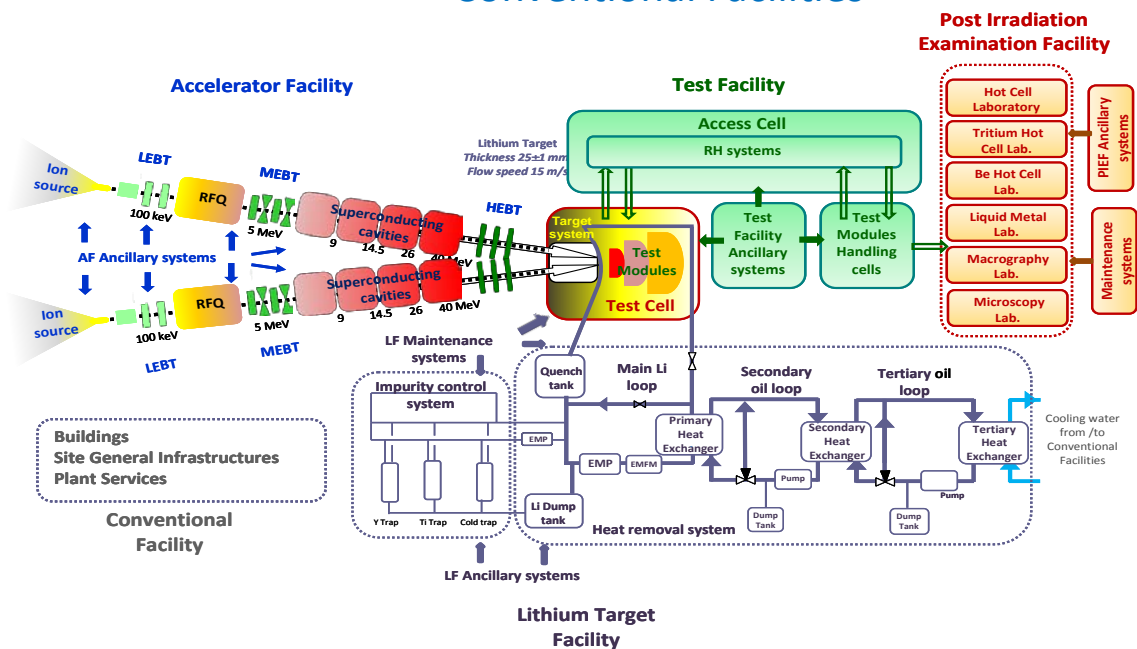 Conventional Facilities
Post Irradiation
Examination Facility
Accelerator Facility
Test Facility
Hot Cell
Laboratory
Tritium Hot
Cell Lab.
Be Hot Cell
Lab.
Liquid Metal
Lab.
Macrography
Lab.
Microscopy
Lab.
PIEF Ancillary
systems
Maintenance
systems
Access Cell
RH systems
Lithium Target
Thickness 25±1 mm
Flow speed 15 m/s
Ion
source
LEBT
100 keV
RFQ
MEBT
5 MeV
Superconducting
cavities
9
14.5
26
40 MeV
HEBT
AF Ancillary systems
Ion
source
LEBT
100 keV
RFQ
MEBT
5 MeV
Superconducting
cavities
9
14.5
26
40 MeV
Target
system
Test
Modules
Test Cell
Test
Facility
Ancillary
systems
Test
Modules
Handling
cells
LF Maintenance
systems
Impurity control
system
Quench
tank
Main Li
loop
Secondary
oil loop
Tertiary oil
loop
EMP
Primary
Heat
Exchanger
Secondary
Heat
Exchanger
Tertiary
Heat
Exchanger
Cooling water
from /to
Conventional
Facilities
EMP
EMFM
Pump
Pump
Dump
Tank
Dump
Tank
Li Dump
tank
Y Trap
Ti Trap
Cold trap
Heat removal system
Buildings
Site General Infrastructures
Plant Services
Conventional
Facility
LF Ancillary systems
Lithium Target
Facility